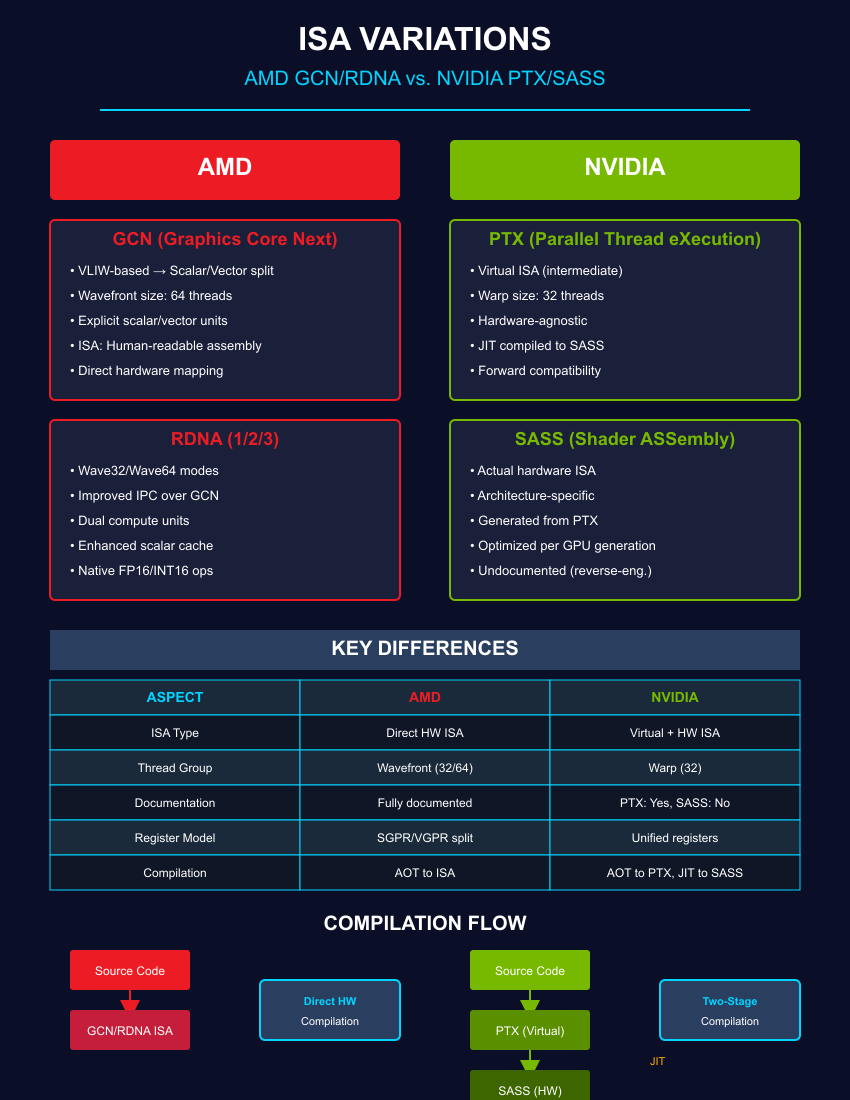 ISA VARIATIONS
AMD GCN/RDNA vs. NVIDIA PTX/SASS
AMD
GCN (Graphics Core Next)
• VLIW-based → Scalar/Vector split
• Wavefront size: 64 threads
• Explicit scalar/vector units
• ISA: Human-readable assembly
• Direct hardware mapping
RDNA (1/2/3)
• Wave32/Wave64 modes
• Improved IPC over GCN
• Dual compute units
• Enhanced scalar cache
• Native FP16/INT16 ops
NVIDIA
PTX (Parallel Thread eXecution)
• Virtual ISA (intermediate)
• Warp size: 32 threads
• Hardware-agnostic
• JIT compiled to SASS
• Forward compatibility
SASS (Shader ASSembly)
• Actual hardware ISA
• Architecture-specific
• Generated from PTX
• Optimized per GPU generation
• Undocumented (reverse-eng.)
KEY DIFFERENCES
ASPECT AMD NVIDIA
ISA Type Direct HW ISA Virtual + HW ISA
Thread Group Wavefront (32/64) Warp (32)
Documentation Fully documented PTX: Yes, SASS: No
Register Model SGPR/VGPR split Unified registers
Compilation AOT to ISA AOT to PTX, JIT to SASS
COMPILATION FLOW
Source Code
GCN/RDNA ISA
Direct HW
Compilation
Source Code
PTX (Virtual)
SASS (HW)
Two-Stage
Compilation
JIT